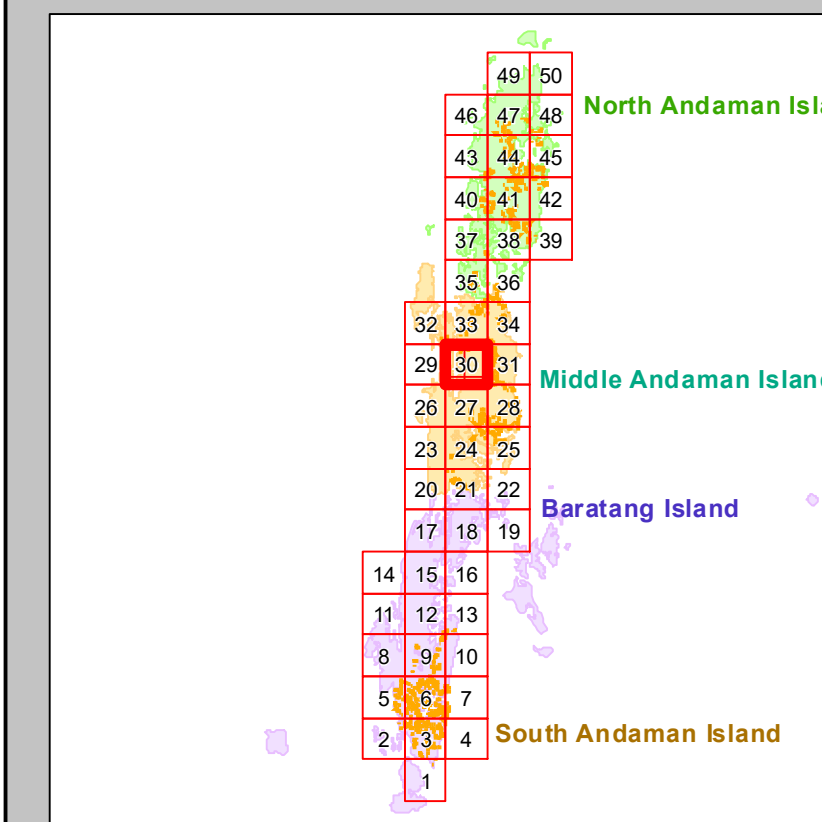 49 50
North Andaman Isla
46 47 48
43 44 45
40 41 42
37 38 39
35 36
32 33 34
29 30 31
Middle Andaman Islan
26 27 28
23 24 25
20 21 22
Baratang Island
17 18 19
14 15 16
11 12 13
8 9 10
5 6 7
South Andaman Island
2 3 4
1